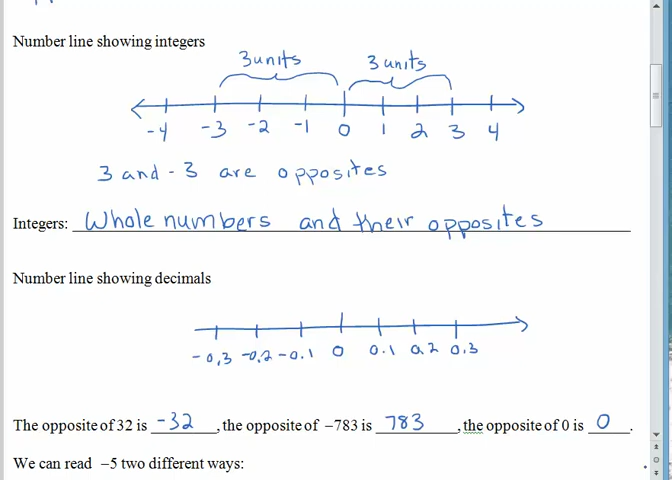 Number line showing integers
3 units 3 units
-4 -3 -2 -1 0 1 2 3 4
3 and -3 are opposites
Integers: Whole numbers and their opposites
Number line showing decimals
-0.3 -0.2 -0.1 0 0.1 0.2 0.3
The opposite of 32 is -32, the opposite of −783 is 783, the opposite of 0 is 0.
We can read −5 two different ways: